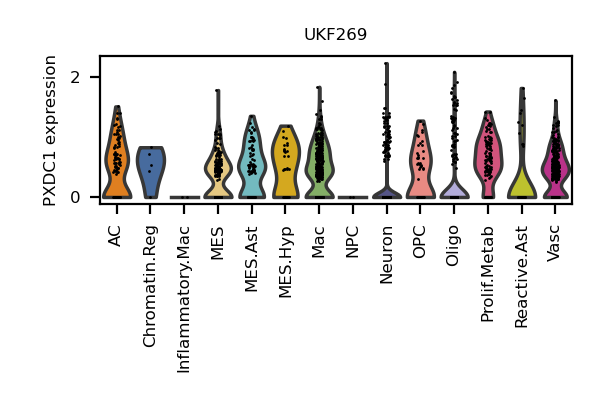 UKF269
PXDC1 expression
2
0
AC
Chromatin.Reg
Inflammatory.Mac
MES
MES.Ast
MES.Hyp
Mac
NPC
Neuron
OPC
Oligo
Prolif.Metab
Reactive.Ast
Vasc